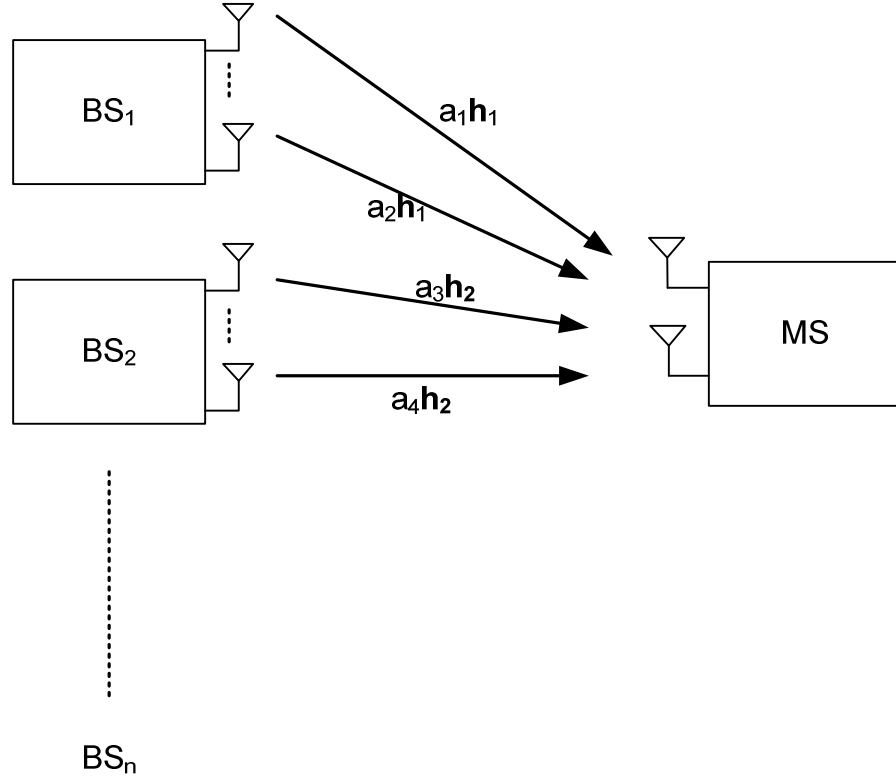 BS₁
a₁h₁
a₂h₁
BS₂
a₃h₂
a₄h₂
MS
BSₙ